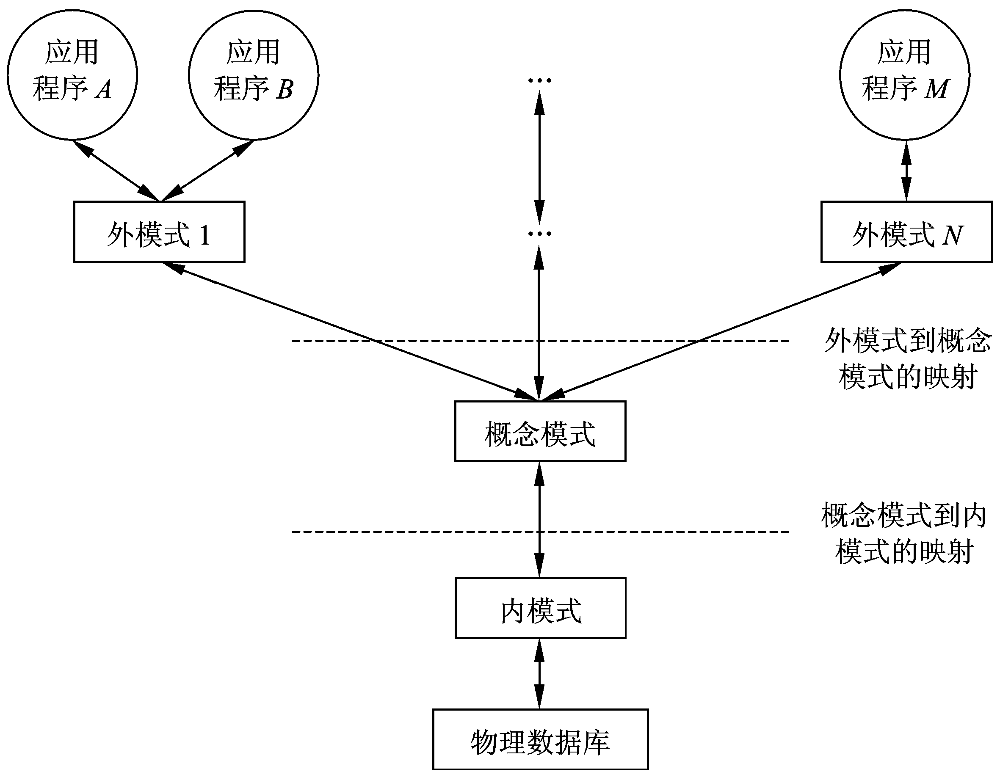 应用
程序 A
应用
程序 B
...
应用
程序 M
外模式 1
...
外模式 N
外模式到概念
模式的映射
概念模式
概念模式到内
模式的映射
内模式
物理数据库